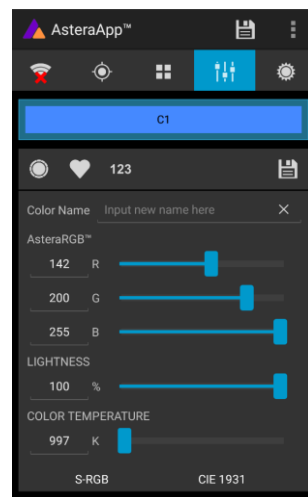 AsteraApp™
C1
123
Color Name Input new name here
AsteraRGB™
142 R
200 G
255 B
LIGHTNESS
100 %
COLOR TEMPERATURE
997 K
S-RGB CIE 1931